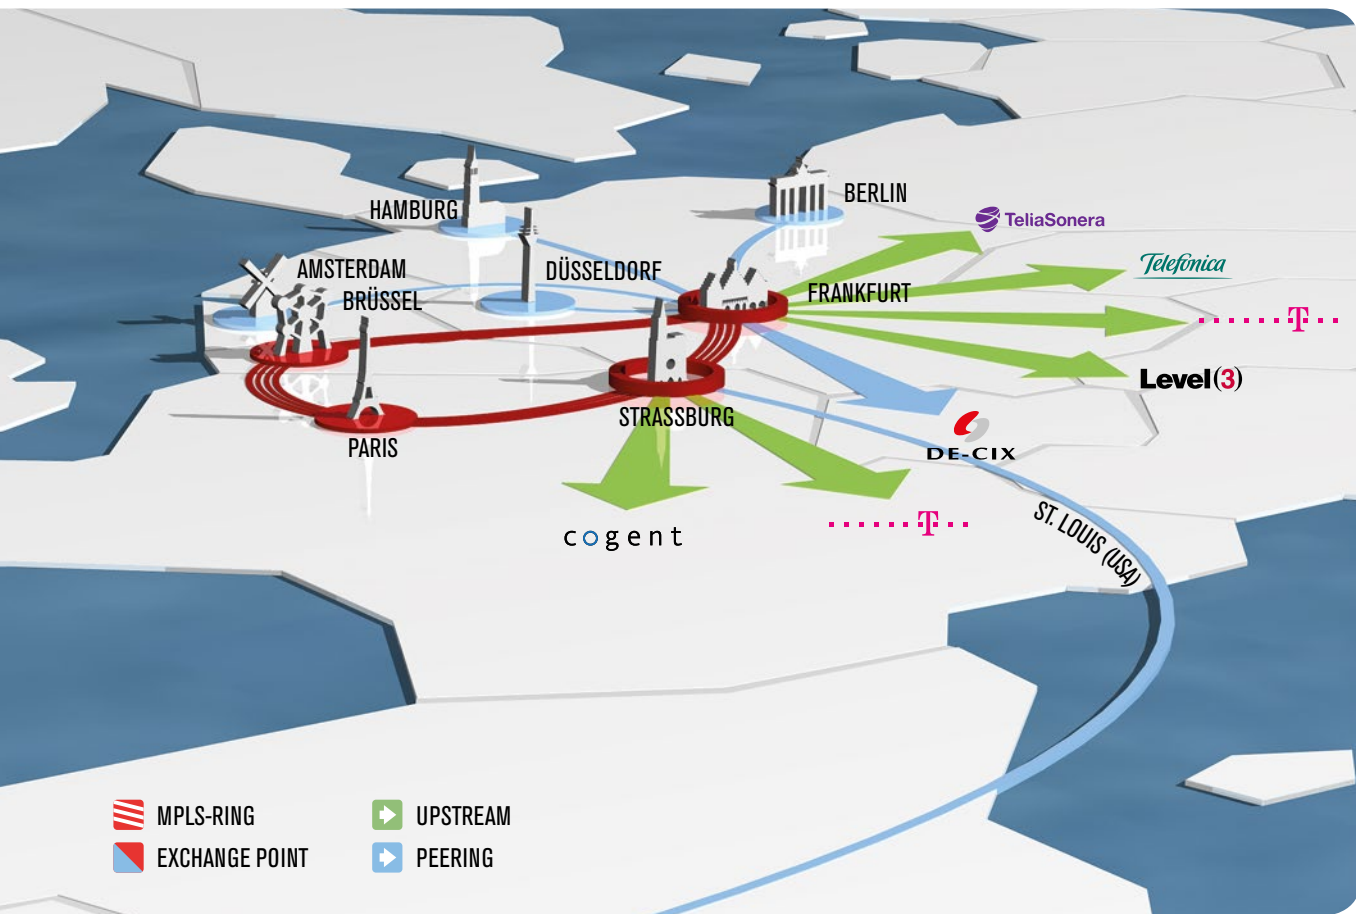 HAMBURG
BERLIN
TeliaSonera
AMSTERDAM
DÜSSELDORF
Telefónica
BRÜSSEL
FRANKFURT
T
Level(3)
STRASSBURG
PARIS
DE-CIX
T
cogent
ST. LOUIS (USA)
MPLS-RING
UPSTREAM
EXCHANGE POINT
PEERING